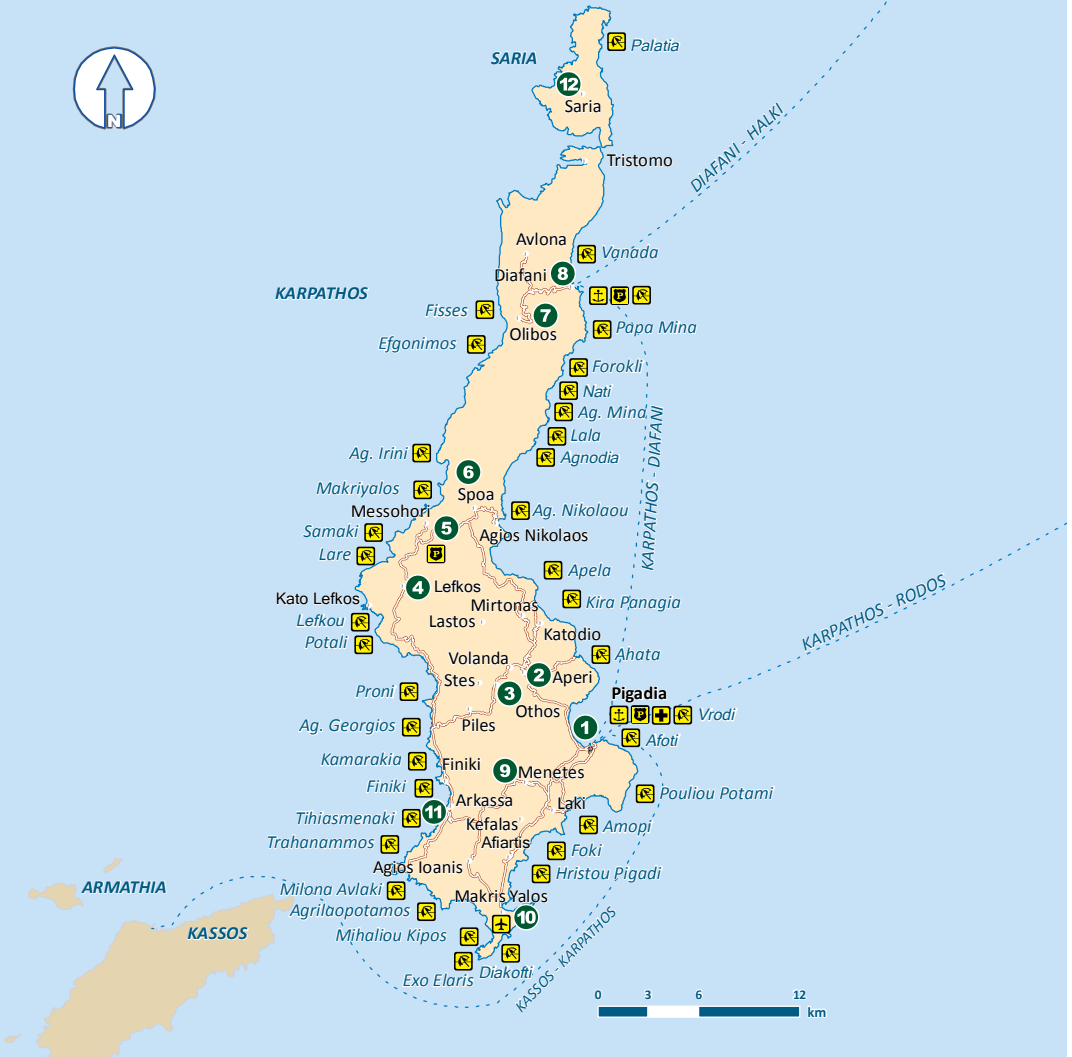 Palatia
SARIA
12
Saria
Tristomo
DIAFANI - HALKI
Avlona
Vanada
Diafani
8
KARPATHOS
Fisses
7
Papa Mina
Olibos
Efgonimos
Forokli
Nati
Ag. Mina
Lala
KARPATHOS - DIAFANI
Ag. Irini
Agnodia
6
Makriyalos
Spoa
Messohori
Ag. Nikolaou
Samaki
5
Agios Nikolaos
Lare
P
Apela
4
Lefkos
Kato Lefkos
Mirtonas
Kira Panagia
Lefkou
Lastos
KARPATHOS - RODOS
Potali
Katodio
Volanda
Ahata
Stes
2
Aperi
Proni
3
Pigadia
Othos
P
Vrodi
Ag. Georgios
Piles
1
Afoti
Kamarakia
Finiki
9
Menetes
Finiki
Pouliou Potami
Arkassa
Laki
Tihiasmenaki
11
Kefalas
Amopi
Trahanammos
Afiartis
Foki
Agios Ioanis
Hristou Pigadi
ARMATHIA
Milona Avlaki
Makris Yalos
Agrilaopotamos
10
KASSOS
Mihaliou Kipos
KASSOS - KARPATHOS
Exo Elaris
Diakofti
0 3 6 12
km
N
P